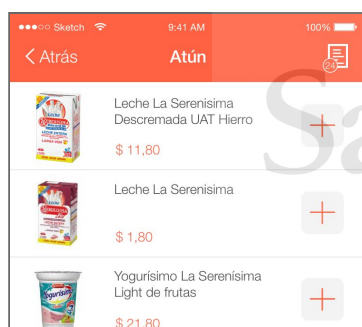 Sketch 9:41 AM 100%
Atrás Atún 24
Leche La Serenisima
Descremada UAT Hierro
$ 11,80
Leche La Serenisima
$ 1,80
Yogurísimo La Serenísima
Light de frutas
$ 21,80
Sa